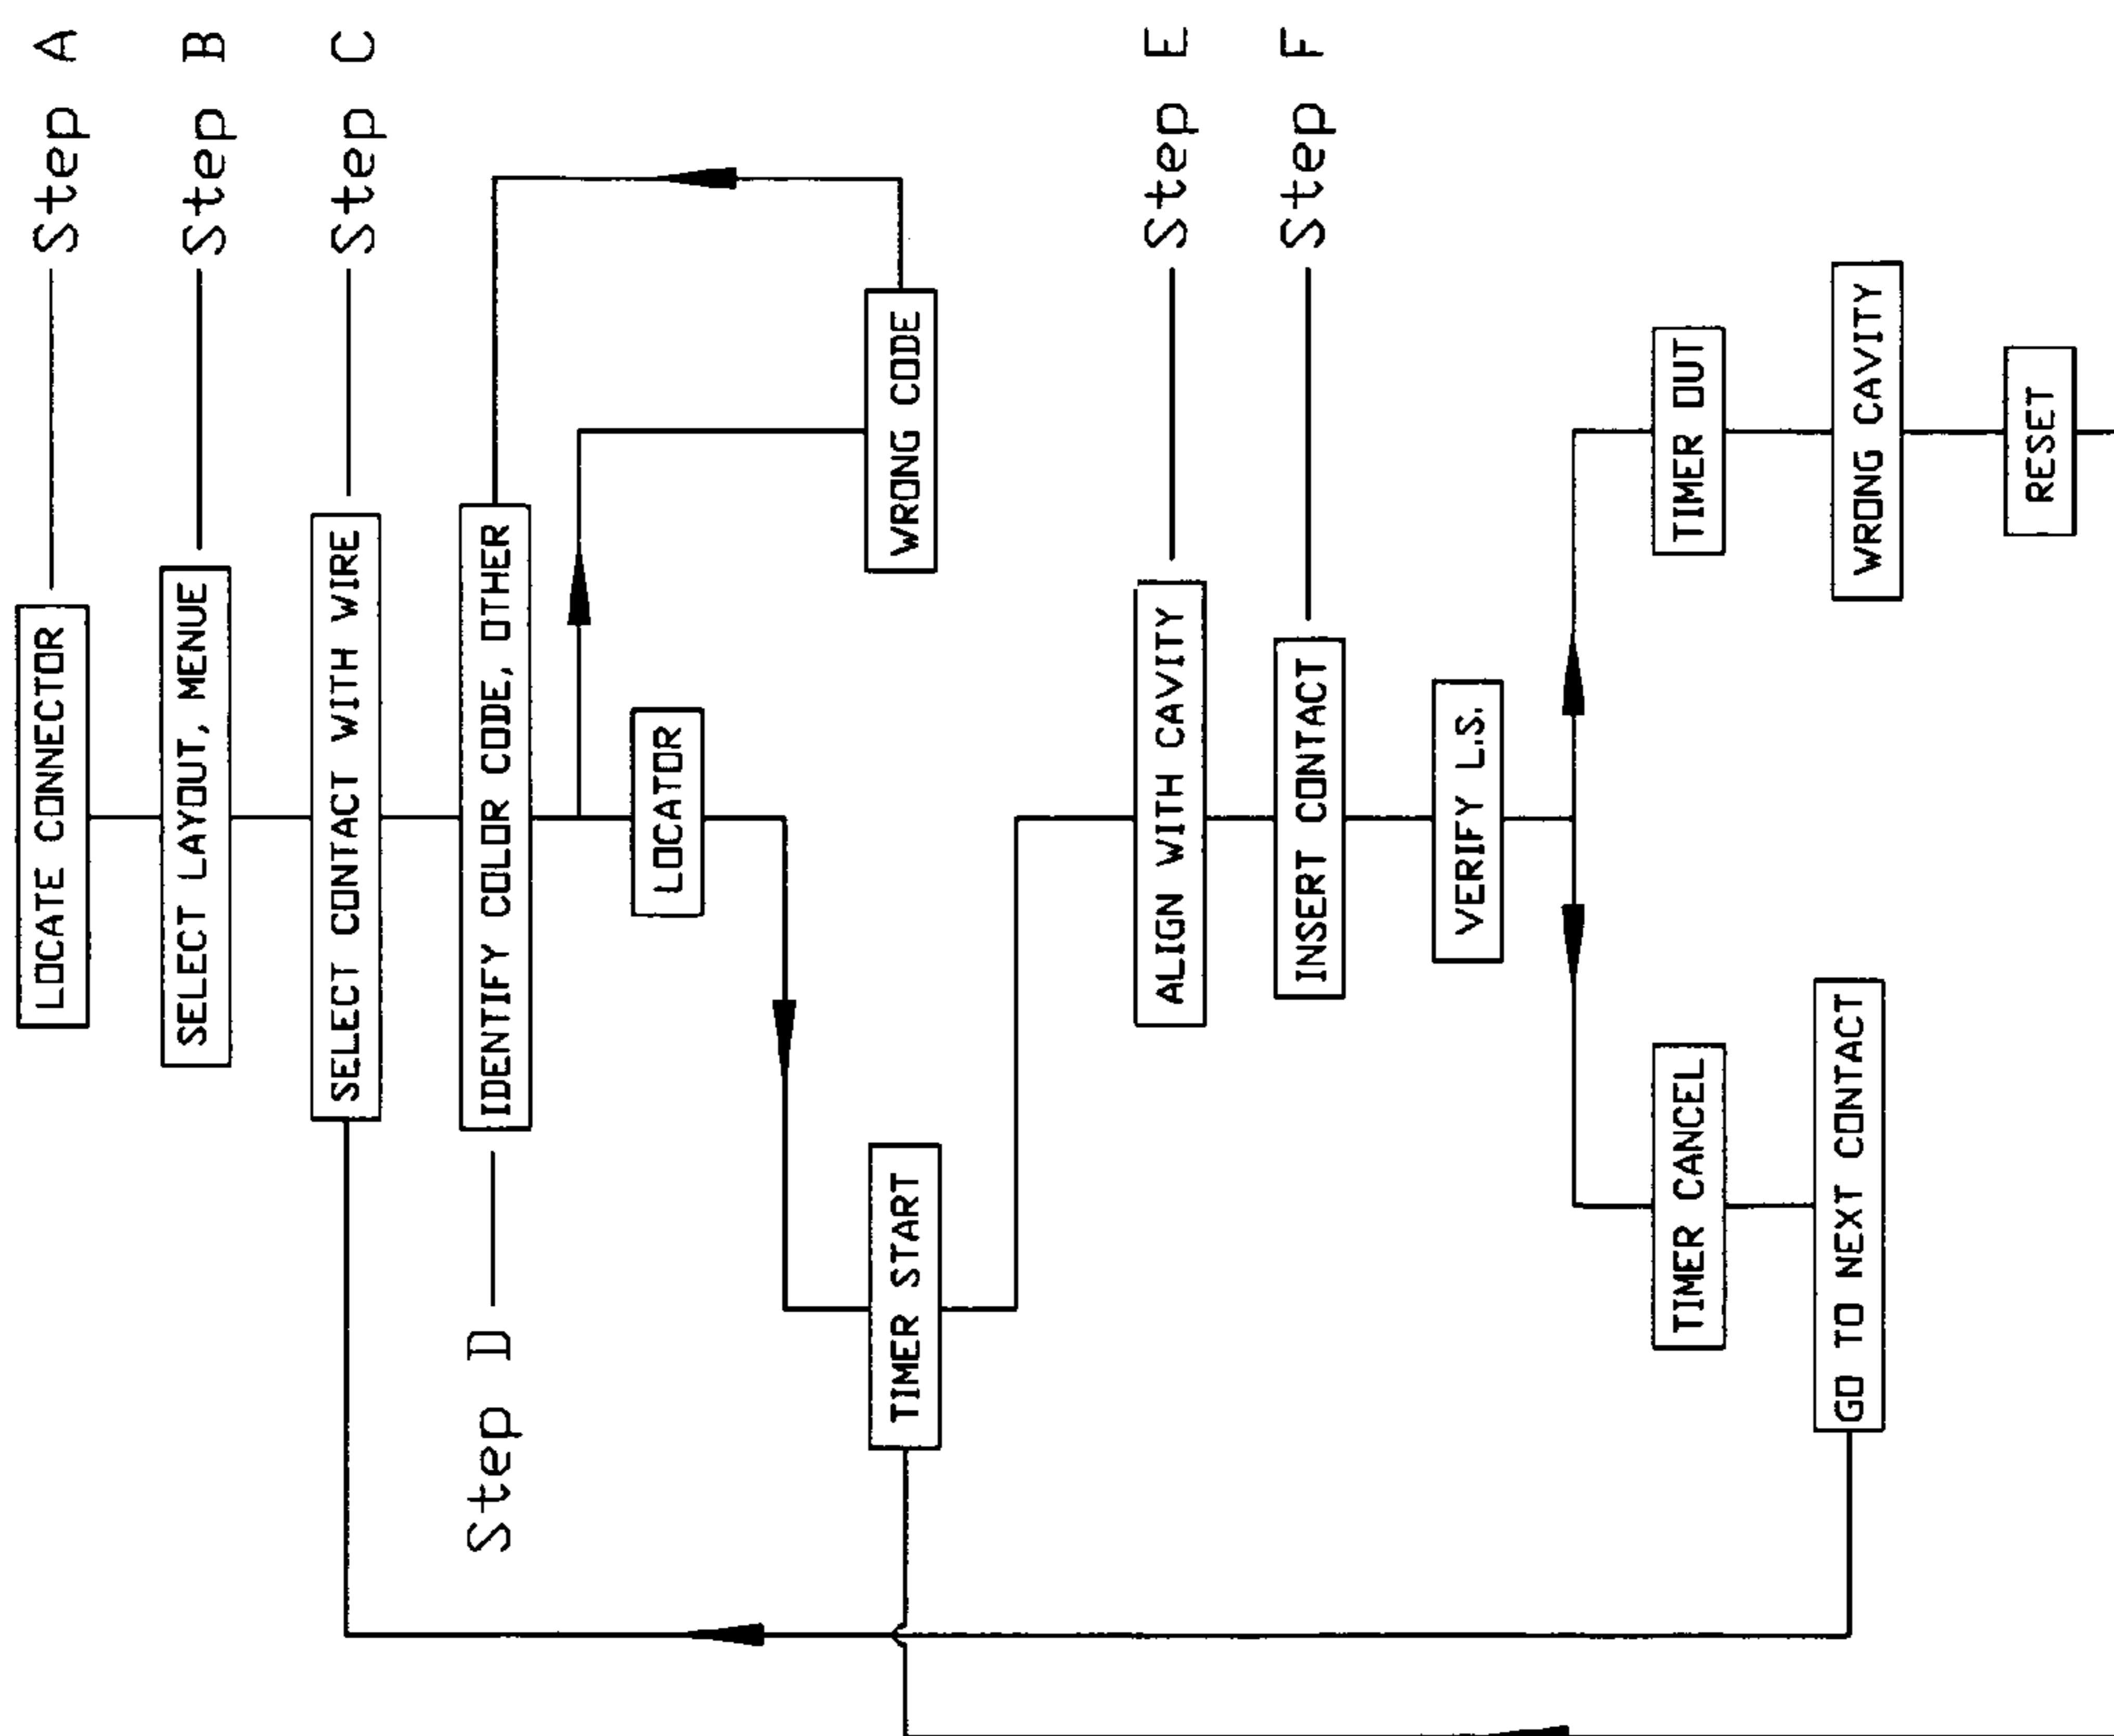 LOCATE CONNECTOR
Step A
SELECT LAYOUT, MENUE
Step B
SELECT CONTACT WITH WIRE
Step C
Step D
IDENTIFY COLOR CODE, OTHER
LOCATOR
WRONG CODE
TIMER START
ALIGN WITH CAVITY
Step E
INSERT CONTACT
Step F
VERIFY L.S.
TIMER CANCEL
TIMER OUT
GO TO NEXT CONTACT
WRONG CAVITY
RESET